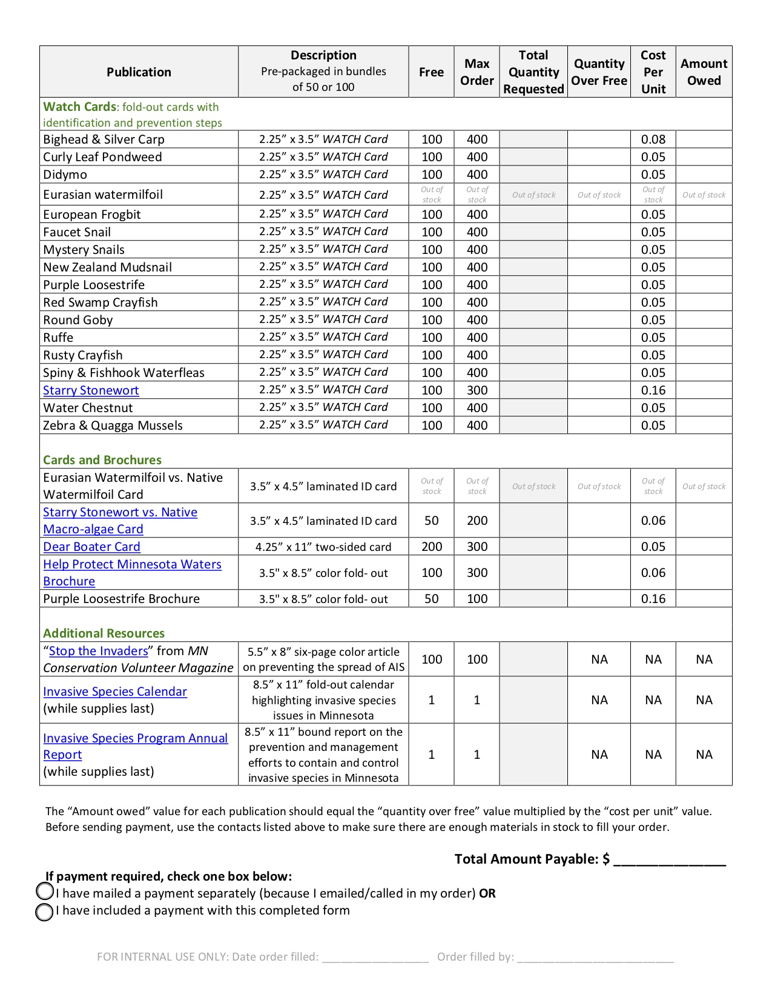 Publication Description Pre-packaged in bundles of 50 or 100 Free Max Order Total Quantity Requested Quantity Over Free Cost Per Unit Amount Owed
Watch Cards: fold-out cards with
identification and prevention steps
Bighead & Silver Carp 2.25” x 3.5” WATCH Card 100 400 0.08
Curly Leaf Pondweed 2.25” x 3.5” WATCH Card 100 400 0.05
Didymo 2.25” x 3.5” WATCH Card 100 400 0.05
Eurasian watermilfoil 2.25” x 3.5” WATCH Card Out of stock Out of stock Out of stock Out of stock Out of stock Out of stock
European Frogbit 2.25” x 3.5” WATCH Card 100 400 0.05
Faucet Snail 2.25” x 3.5” WATCH Card 100 400 0.05
Mystery Snails 2.25” x 3.5” WATCH Card 100 400 0.05
New Zealand Mudsnail 2.25” x 3.5” WATCH Card 100 400 0.05
Purple Loosestrife 2.25” x 3.5” WATCH Card 100 400 0.05
Red Swamp Crayfish 2.25” x 3.5” WATCH Card 100 400 0.05
Round Goby 2.25” x 3.5” WATCH Card 100 400 0.05
Ruffe 2.25” x 3.5” WATCH Card 100 400 0.05
Rusty Crayfish 2.25” x 3.5” WATCH Card 100 400 0.05
Spiny & Fishhook Waterfleas 2.25” x 3.5” WATCH Card 100 400 0.05
Starry Stonewort 2.25” x 3.5” WATCH Card 100 300 0.16
Water Chestnut 2.25” x 3.5” WATCH Card 100 400 0.05
Zebra & Quagga Mussels 2.25” x 3.5” WATCH Card 100 400 0.05
Cards and Brochures
Eurasian Watermilfoil vs. Native Watermilfoil Card 3.5” x 4.5” laminated ID card Out of stock Out of stock Out of stock Out of stock Out of stock Out of stock
Starry Stonewort vs. Native Macro-algae Card 3.5” x 4.5” laminated ID card 50 200 0.06
Dear Boater Card 4.25” x 11” two-sided card 200 300 0.05
Help Protect Minnesota Waters Brochure 3.5" x 8.5” color fold- out 100 300 0.06
Purple Loosestrife Brochure 3.5" x 8.5” color fold- out 50 100 0.16
Additional Resources
“Stop the Invaders” from MN Conservation Volunteer Magazine 5.5” x 8” six-page color article on preventing the spread of AIS 100 100 NA NA NA
Invasive Species Calendar (while supplies last) 8.5” x 11” fold-out calendar highlighting invasive species issues in Minnesota 1 1 NA NA NA
Invasive Species Program Annual Report (while supplies last) 8.5” x 11” bound report on the prevention and management efforts to contain and control invasive species in Minnesota 1 1 NA NA NA
The “Amount owed” value for each publication should equal the “quantity over free” value multiplied by the “cost per unit” value.
Before sending payment, use the contacts listed above to make sure there are enough materials in stock to fill your order.
Total Amount Payable: $ _______________
If payment required, check one box below:
I have mailed a payment separately (because I emailed/called in my order) OR
I have included a payment with this completed form
FOR INTERNAL USE ONLY: Date order filled: _________________ Order filled by: _________________________